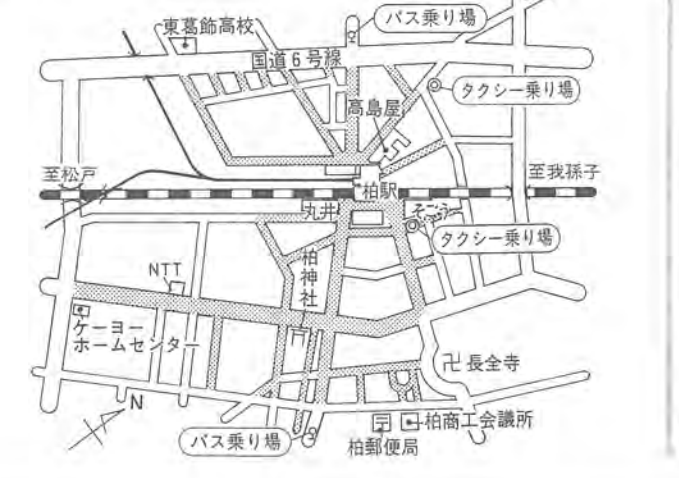 バス乗り場
東葛飾高校
国道6号線
タクシー乗り場
高島屋
至松戸
至我孫子
柏駅
丸井
そごう
タクシー乗り場
柏神社
NTT
ケーヨー
ホームセンター
卍長全寺
N
柏商工会議所
バス乗り場
柏郵便局